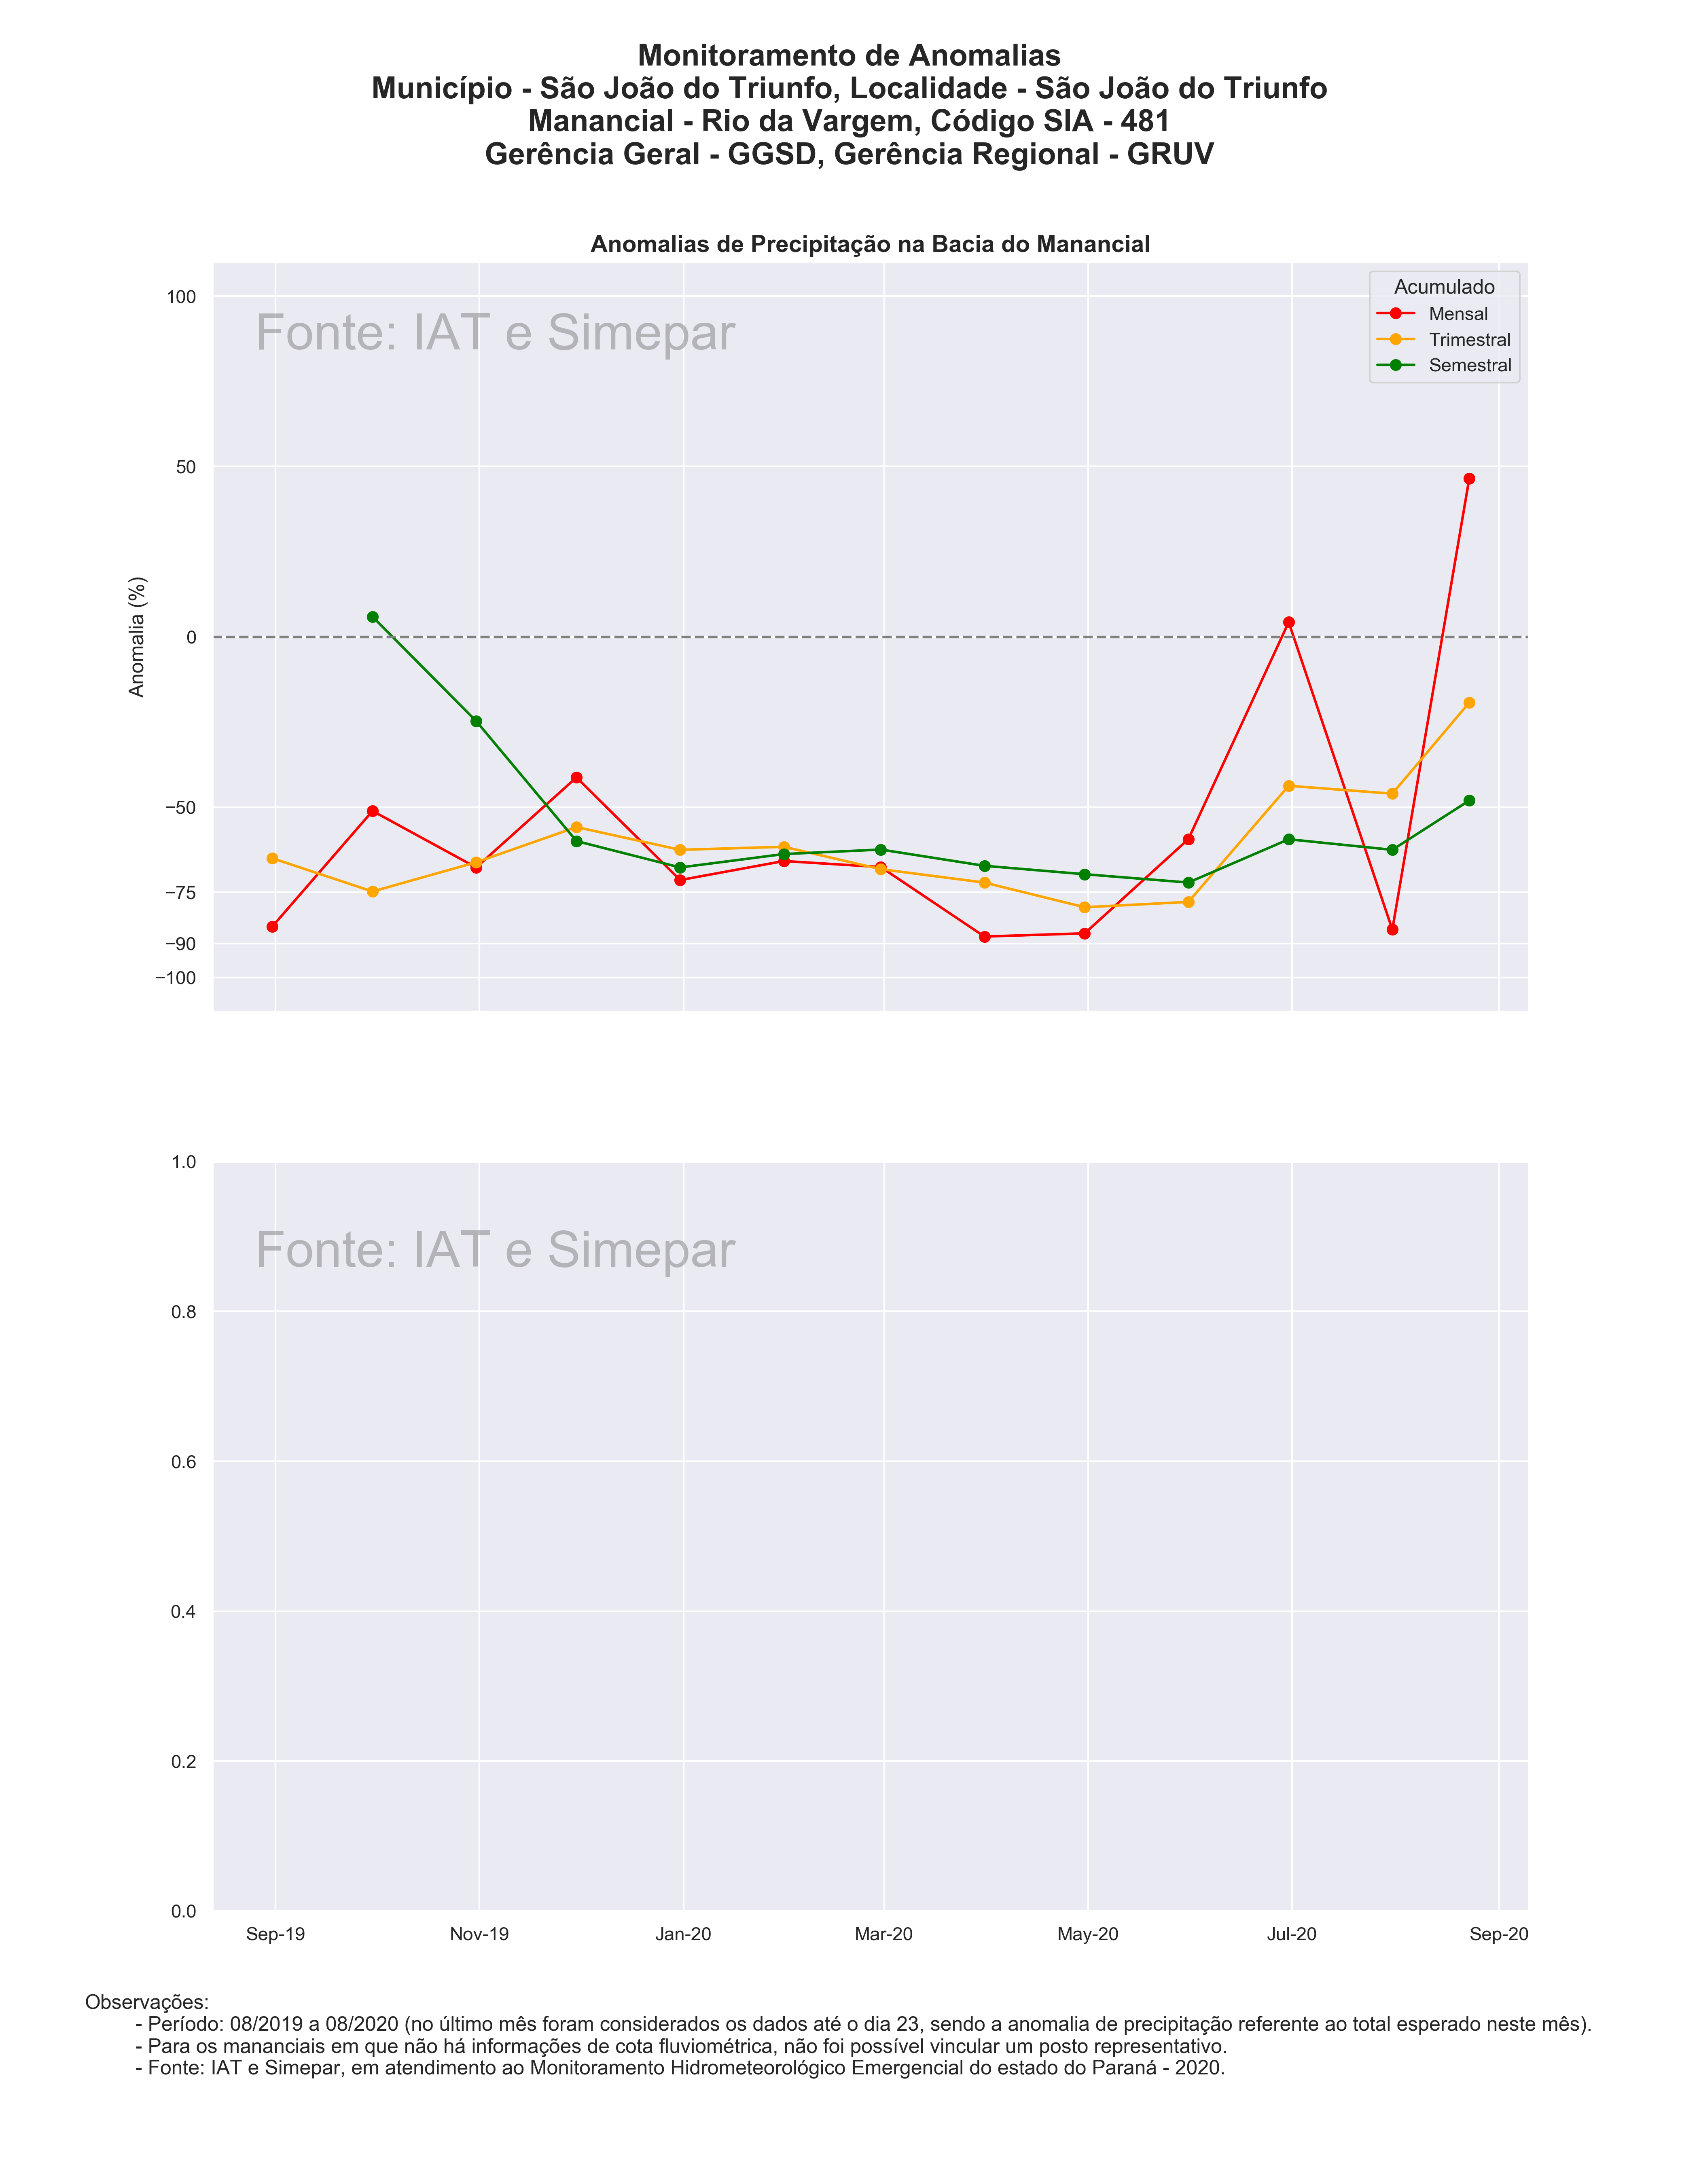 Monitoramento de Anomalias
Município - São João do Triunfo, Localidade - São João do Triunfo
Manancial - Rio da Vargem, Código SIA - 481
Gerência Geral - GGSD, Gerência Regional - GRUV
Anomalias de Precipitação na Bacia do Manancial
Fonte: IAT e Simepar
Acumulado
Mensal
Trimestral
Semestral
Anomalia (%)
100
50
0
−50
−75
−90
−100
Fonte: IAT e Simepar
1.0
0.8
0.6
0.4
0.2
0.0
Sep-19 Nov-19 Jan-20 Mar-20 May-20 Jul-20 Sep-20
Observações:
- Período: 08/2019 a 08/2020 (no último mês foram considerados os dados até o dia 23, sendo a anomalia de precipitação referente ao total esperado neste mês).
- Para os mananciais em que não há informações de cota fluviométrica, não foi possível vincular um posto representativo.
- Fonte: IAT e Simepar, em atendimento ao Monitoramento Hidrometeorológico Emergencial do estado do Paraná - 2020.